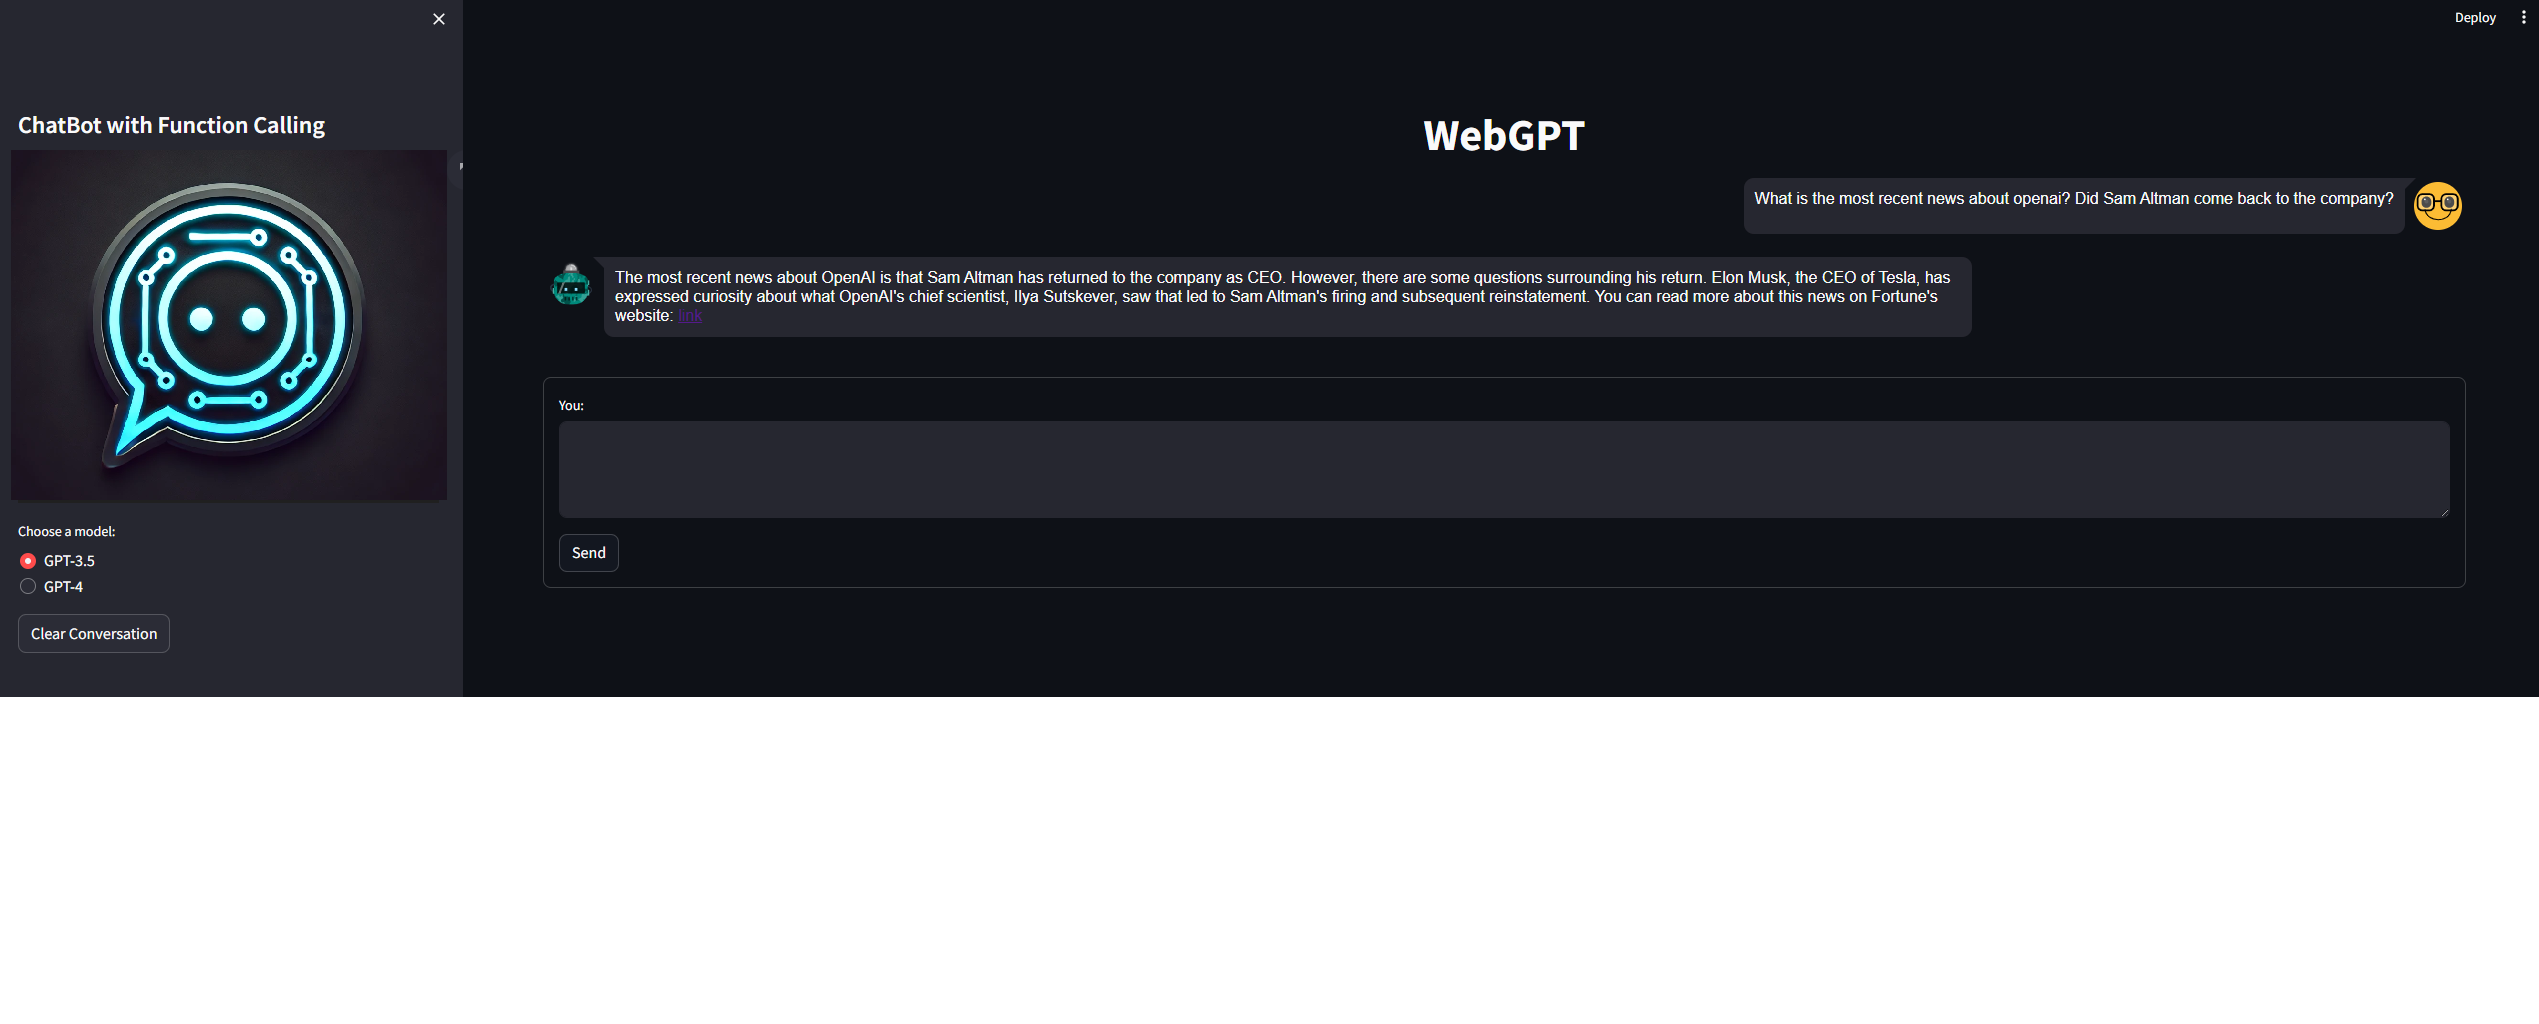 Deploy
ChatBot with Function Calling
Choose a model:
GPT-3.5
GPT-4
Clear Conversation
WebGPT
What is the most recent news about openai? Did Sam Altman come back to the company?
The most recent news about OpenAI is that Sam Altman has returned to the company as CEO. However, there are some questions surrounding his return. Elon Musk, the CEO of Tesla, has
expressed curiosity about what OpenAI's chief scientist, Ilya Sutskever, saw that led to Sam Altman's firing and subsequent reinstatement. You can read more about this news on Fortune's
website: link
You:
Send